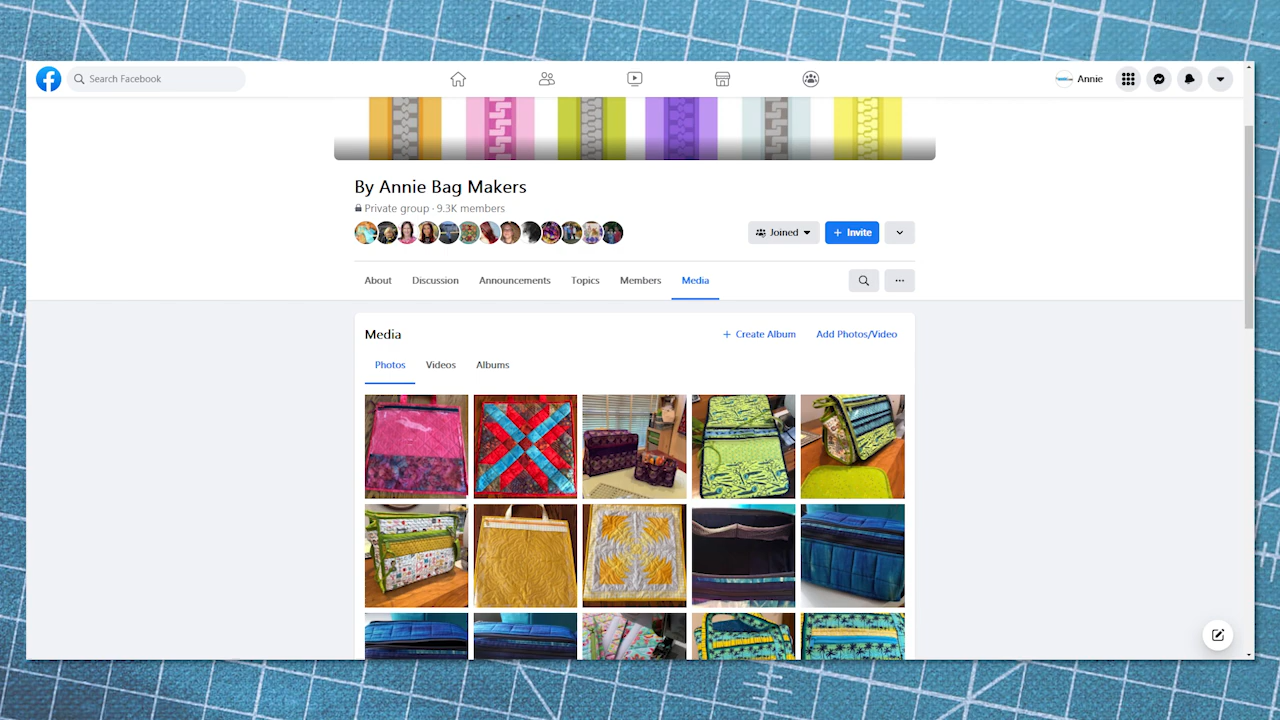 Search Facebook
Annie
By Annie Bag Makers
Private group · 9.3K members
Joined
+ Invite
About Discussion Announcements Topics Members Media
Media
+ Create Album Add Photos/Video
Photos Videos Albums